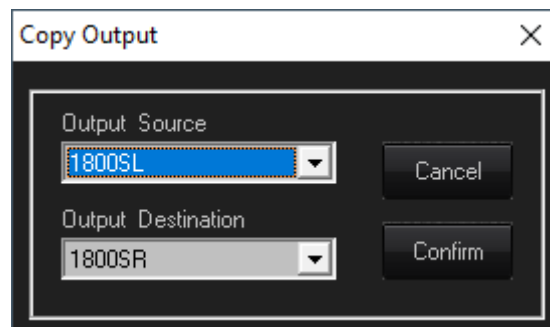 Copy Output
Output Source
1800SL
Cancel
Output Destination
1800SR
Confirm